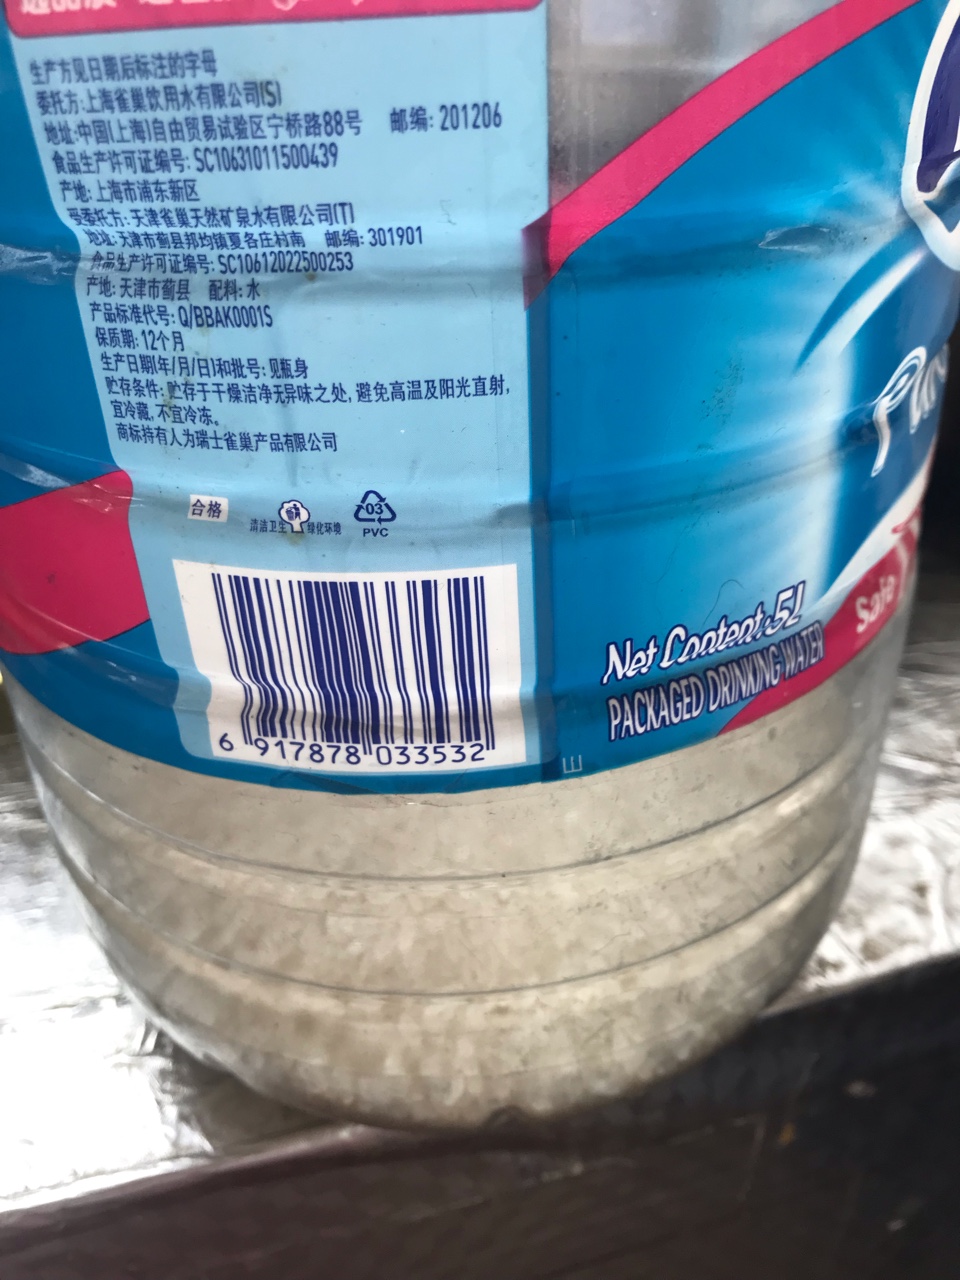 生产方见日期后标注的字母
委托方:上海雀巢饮用水有限公司(S)
地址:中国(上海)自由贸易试验区宁桥路88号 邮编: 201206
食品生产许可证编号: SC10631011500439
产地: 上海市浦东新区
受委托方: 天津雀巢天然矿泉水有限公司(T)
地址: 天津市蓟县邦均镇夏各庄村南 邮编: 301901
食品生产许可证编号: SC10612022500253
产地: 天津市蓟县 配料: 水
产品标准代号: Q/BBAK0001S
保质期: 12个月
生产日期(年/月/日)和批号: 见瓶身
贮存条件: 贮存于干燥洁净无异味之处, 避免高温及阳光直射,
宜冷藏, 不宜冷冻。
商标持有人为瑞士雀巢产品有限公司
合格
清洁卫生 绿化环境
03
PVC
6 917878 033532
Net Content: 5L
PACKAGED DRINKING WATER
Safe